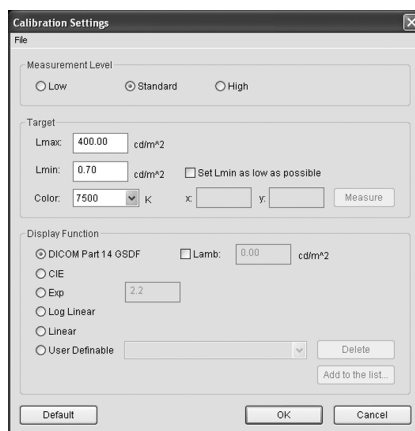 Calibration Settings
File
Measurement Level
Low Standard High
Target
Lmax: 400.00 cd/m^2
Lmin: 0.70 cd/m^2 Set Lmin as low as possible
Color: 7500 K x: y: Measure
Display Function
DICOM Part 14 GSDF Lamb: 0.00 cd/m^2
CIE
Exp 2.2
Log Linear
Linear
User Definable Delete
Add to the list...
Default OK Cancel